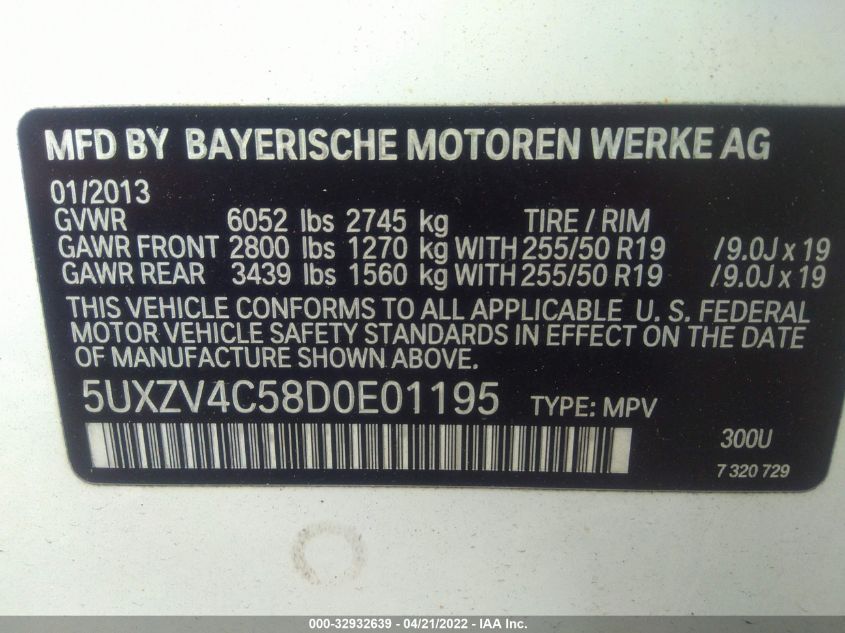 MFD BY BAYERISCHE MOTOREN WERKE AG
01/2013
GVWR 6052 lbs 2745 kg TIRE / RIM
GAWR FRONT 2800 lbs 1270 kg WITH 255/50 R19 /9.0J x 19
GAWR REAR 3439 lbs 1560 kg WITH 255/50 R19 /9.0J x 19
THIS VEHICLE CONFORMS TO ALL APPLICABLE U. S. FEDERAL
MOTOR VEHICLE SAFETY STANDARDS IN EFFECT ON THE DATE
OF MANUFACTURE SHOWN ABOVE.
5UXZV4C58D0E01195 TYPE: MPV
300U
7 320 729
000-32932639 - 04/21/2022 - IAA Inc.